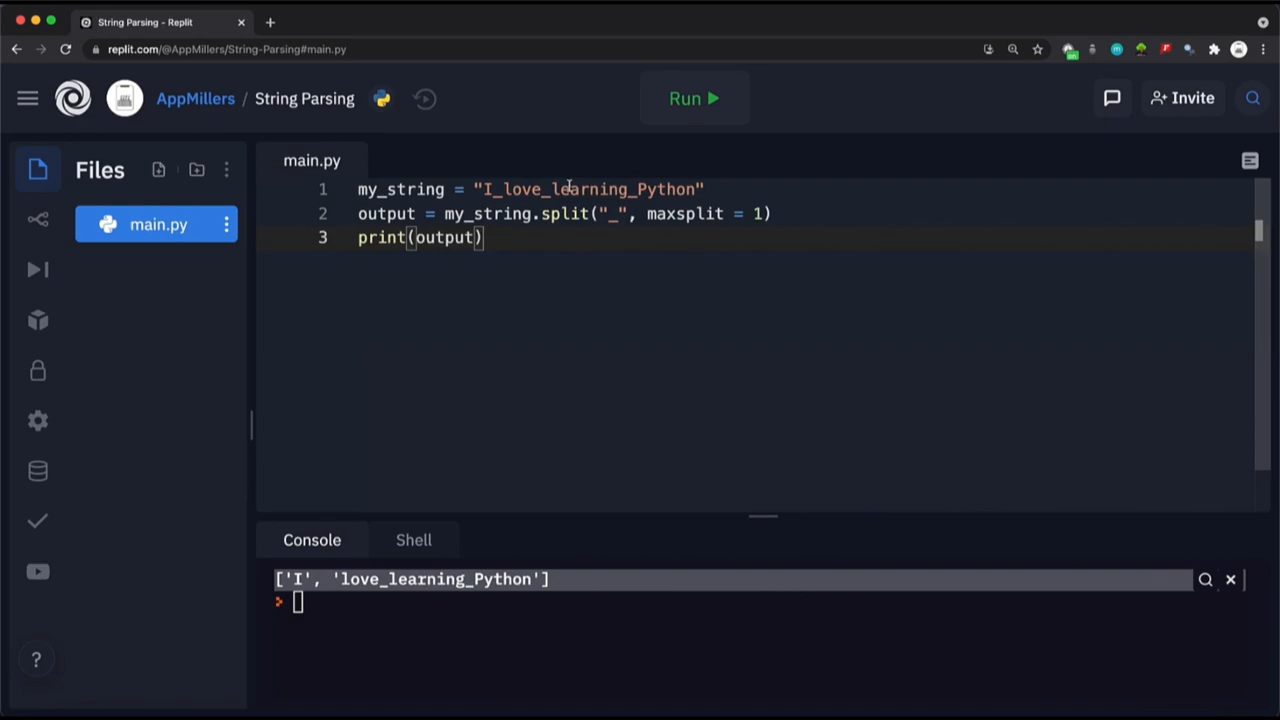 String Parsing - Replit
replit.com/@AppMillers/String-Parsing#main.py
on
AppMillers / String Parsing
Run
Invite
Files
main.py
main.py
1 my_string = "I_love_learning_Python"
2 output = my_string.split("_", maxsplit = 1)
3 print(output)
Console
Shell
['I', 'love_learning_Python']
?